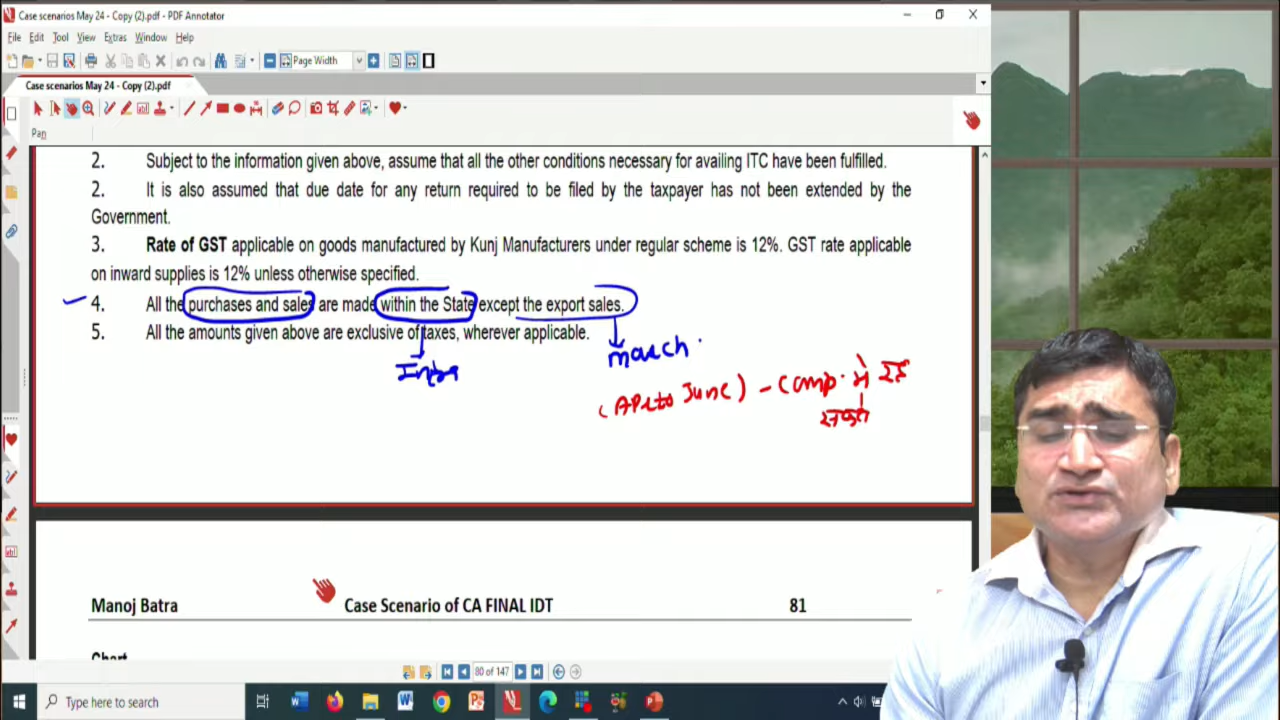 Case scenarios May 24 - Copy (2).pdf - PDF Annotator
File Edit Tool View Extras Window Help
Page Width
Case scenarios May 24 - Copy (2).pdf
Pan
2. Subject to the information given above, assume that all the other conditions necessary for availing ITC have been fulfilled.
2. It is also assumed that due date for any return required to be filed by the taxpayer has not been extended by the
Government.
3. Rate of GST applicable on goods manufactured by Kunj Manufacturers under regular scheme is 12%. GST rate applicable
on inward supplies is 12% unless otherwise specified.
4. All the purchases and sales are made within the State except the export sales.
5. All the amounts given above are exclusive of taxes, wherever applicable.
march
Intra
(Apr to June) - Comp. में रह
सकते
Manoj Batra Case Scenario of CA FINAL IDT 81
Chart
80 of 147
Type here to search